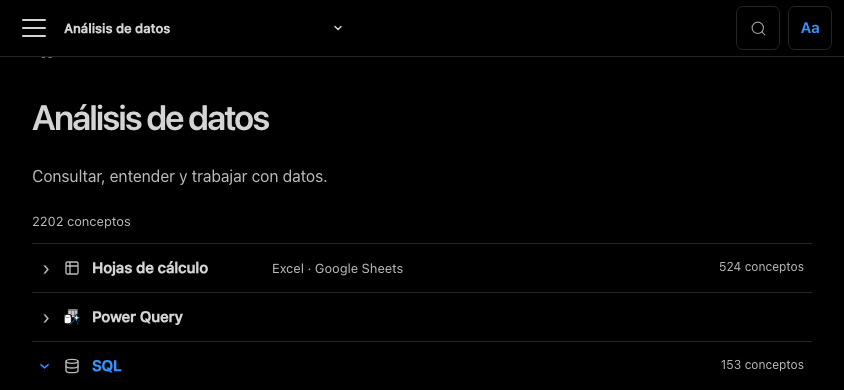 Análisis de datos
Aa
Análisis de datos
Consultar, entender y trabajar con datos.
2202 conceptos
Hojas de cálculo Excel · Google Sheets 524 conceptos
Power Query
SQL 153 conceptos